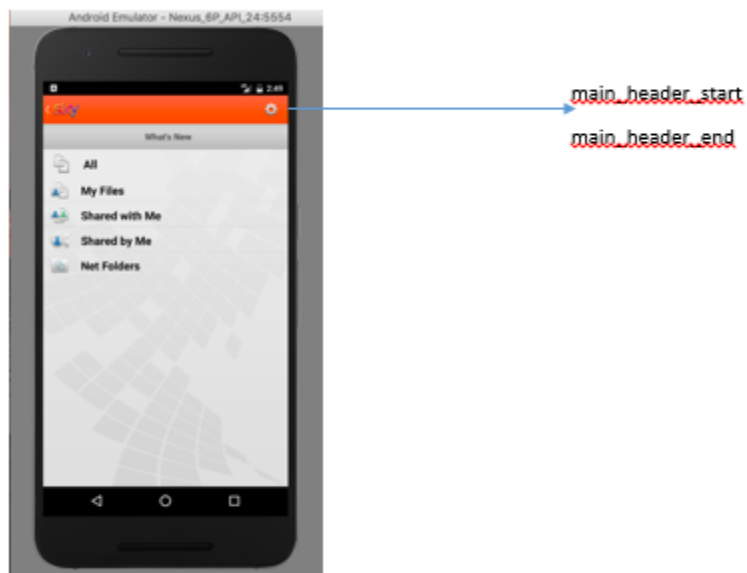 Android Emulator - Nexus_6P_API_24:5554
2:49
sky
What's New
All
My Files
Shared with Me
Shared by Me
Net Folders
main_header_start
main_header_end